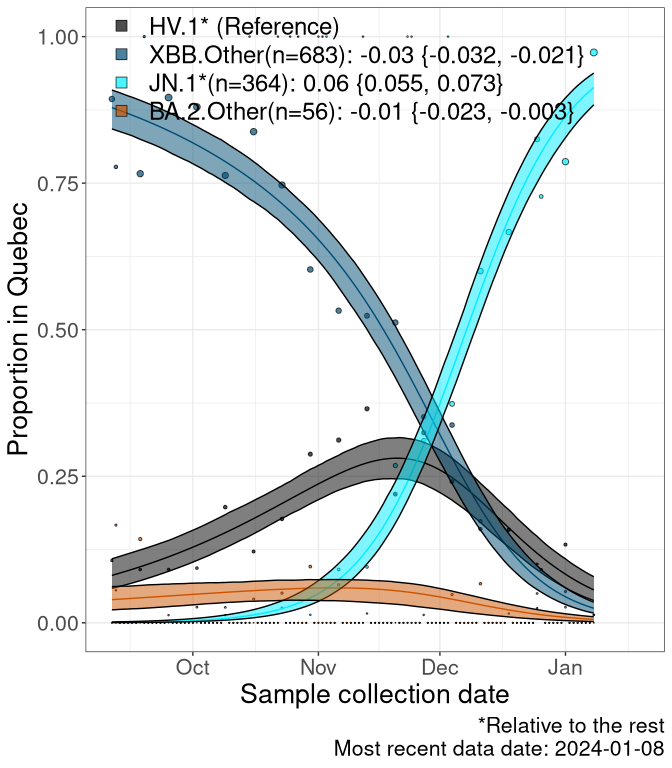 HV.1* (Reference)
XBB.Other(n=683): -0.03 {-0.032, -0.021}
JN.1*(n=364): 0.06 {0.055, 0.073}
BA.2.Other(n=56): -0.01 {-0.023, -0.003}
1.00
0.75
0.50
0.25
0.00
Proportion in Quebec
Oct Nov Dec Jan
Sample collection date
*Relative to the rest
Most recent data date: 2024-01-08